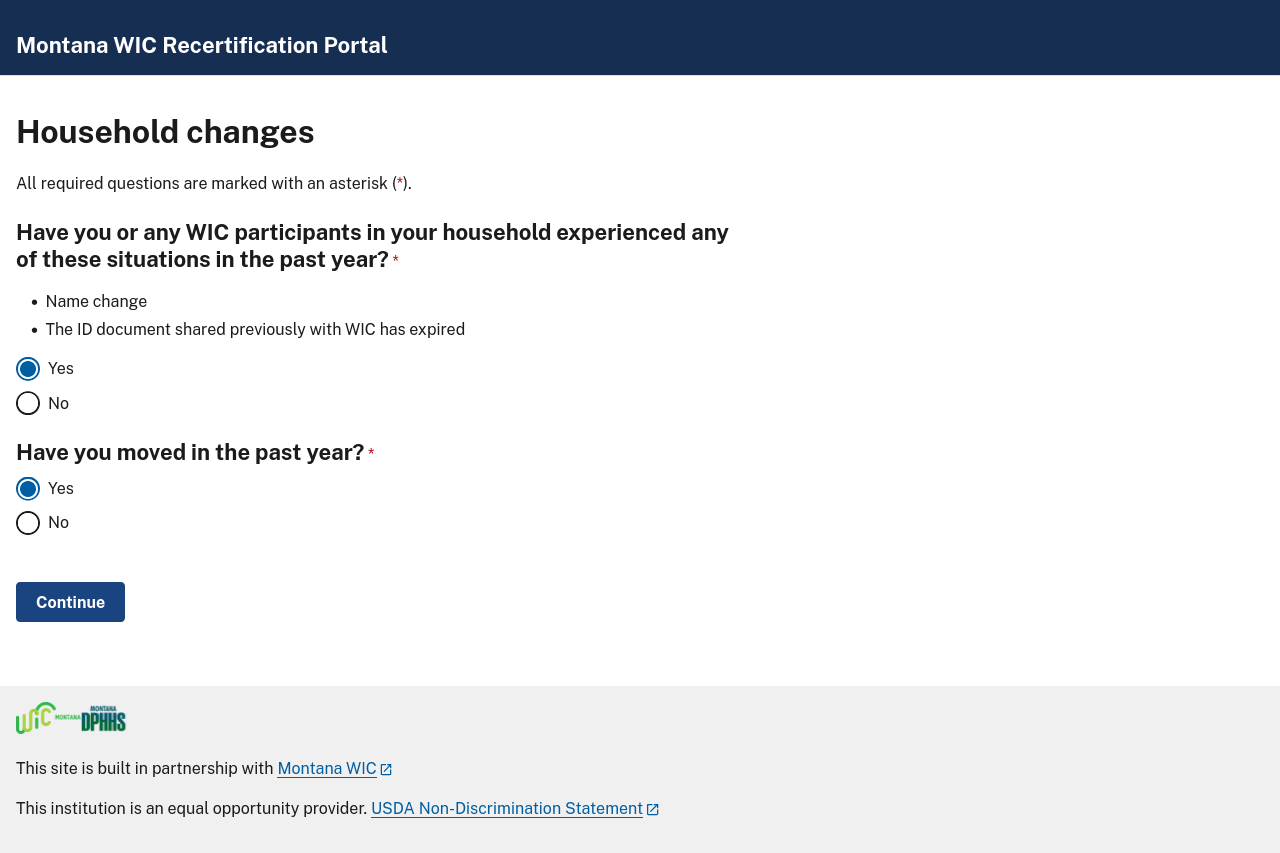 Montana WIC Recertification Portal
Household changes
All required questions are marked with an asterisk (*).
Have you or any WIC participants in your household experienced any
of these situations in the past year? *
• Name change
• The ID document shared previously with WIC has expired
Yes
No
Have you moved in the past year? *
Yes
No
Continue
WIC MONTANA MONTANA DPHHS
This site is built in partnership with Montana WIC
This institution is an equal opportunity provider. USDA Non-Discrimination Statement